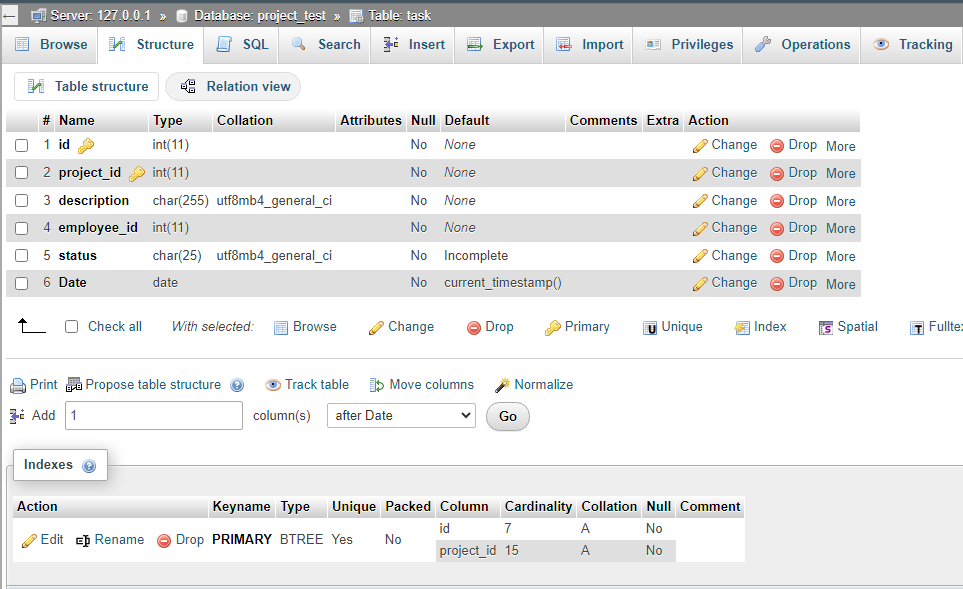 Server: 127.0.0.1 » Database: project_test » Table: task
Browse Structure SQL Search Insert Export Import Privileges Operations Tracking
Table structure Relation view
# Name Type Collation Attributes Null Default Comments Extra Action
1 id int(11) No None Change Drop More
2 project_id int(11) No None Change Drop More
3 description char(255) utf8mb4_general_ci No None Change Drop More
4 employee_id int(11) No None Change Drop More
5 status char(25) utf8mb4_general_ci No Incomplete Change Drop More
6 Date date No current_timestamp() Change Drop More
Check all With selected: Browse Change Drop Primary Unique Index Spatial Fullte
Print Propose table structure Track table Move columns Normalize
Add 1 column(s) after Date Go
Indexes
Action Keyname Type Unique Packed Column Cardinality Collation Null Comment
id 7 A No
Edit Rename Drop PRIMARY BTREE Yes No
project_id 15 A No